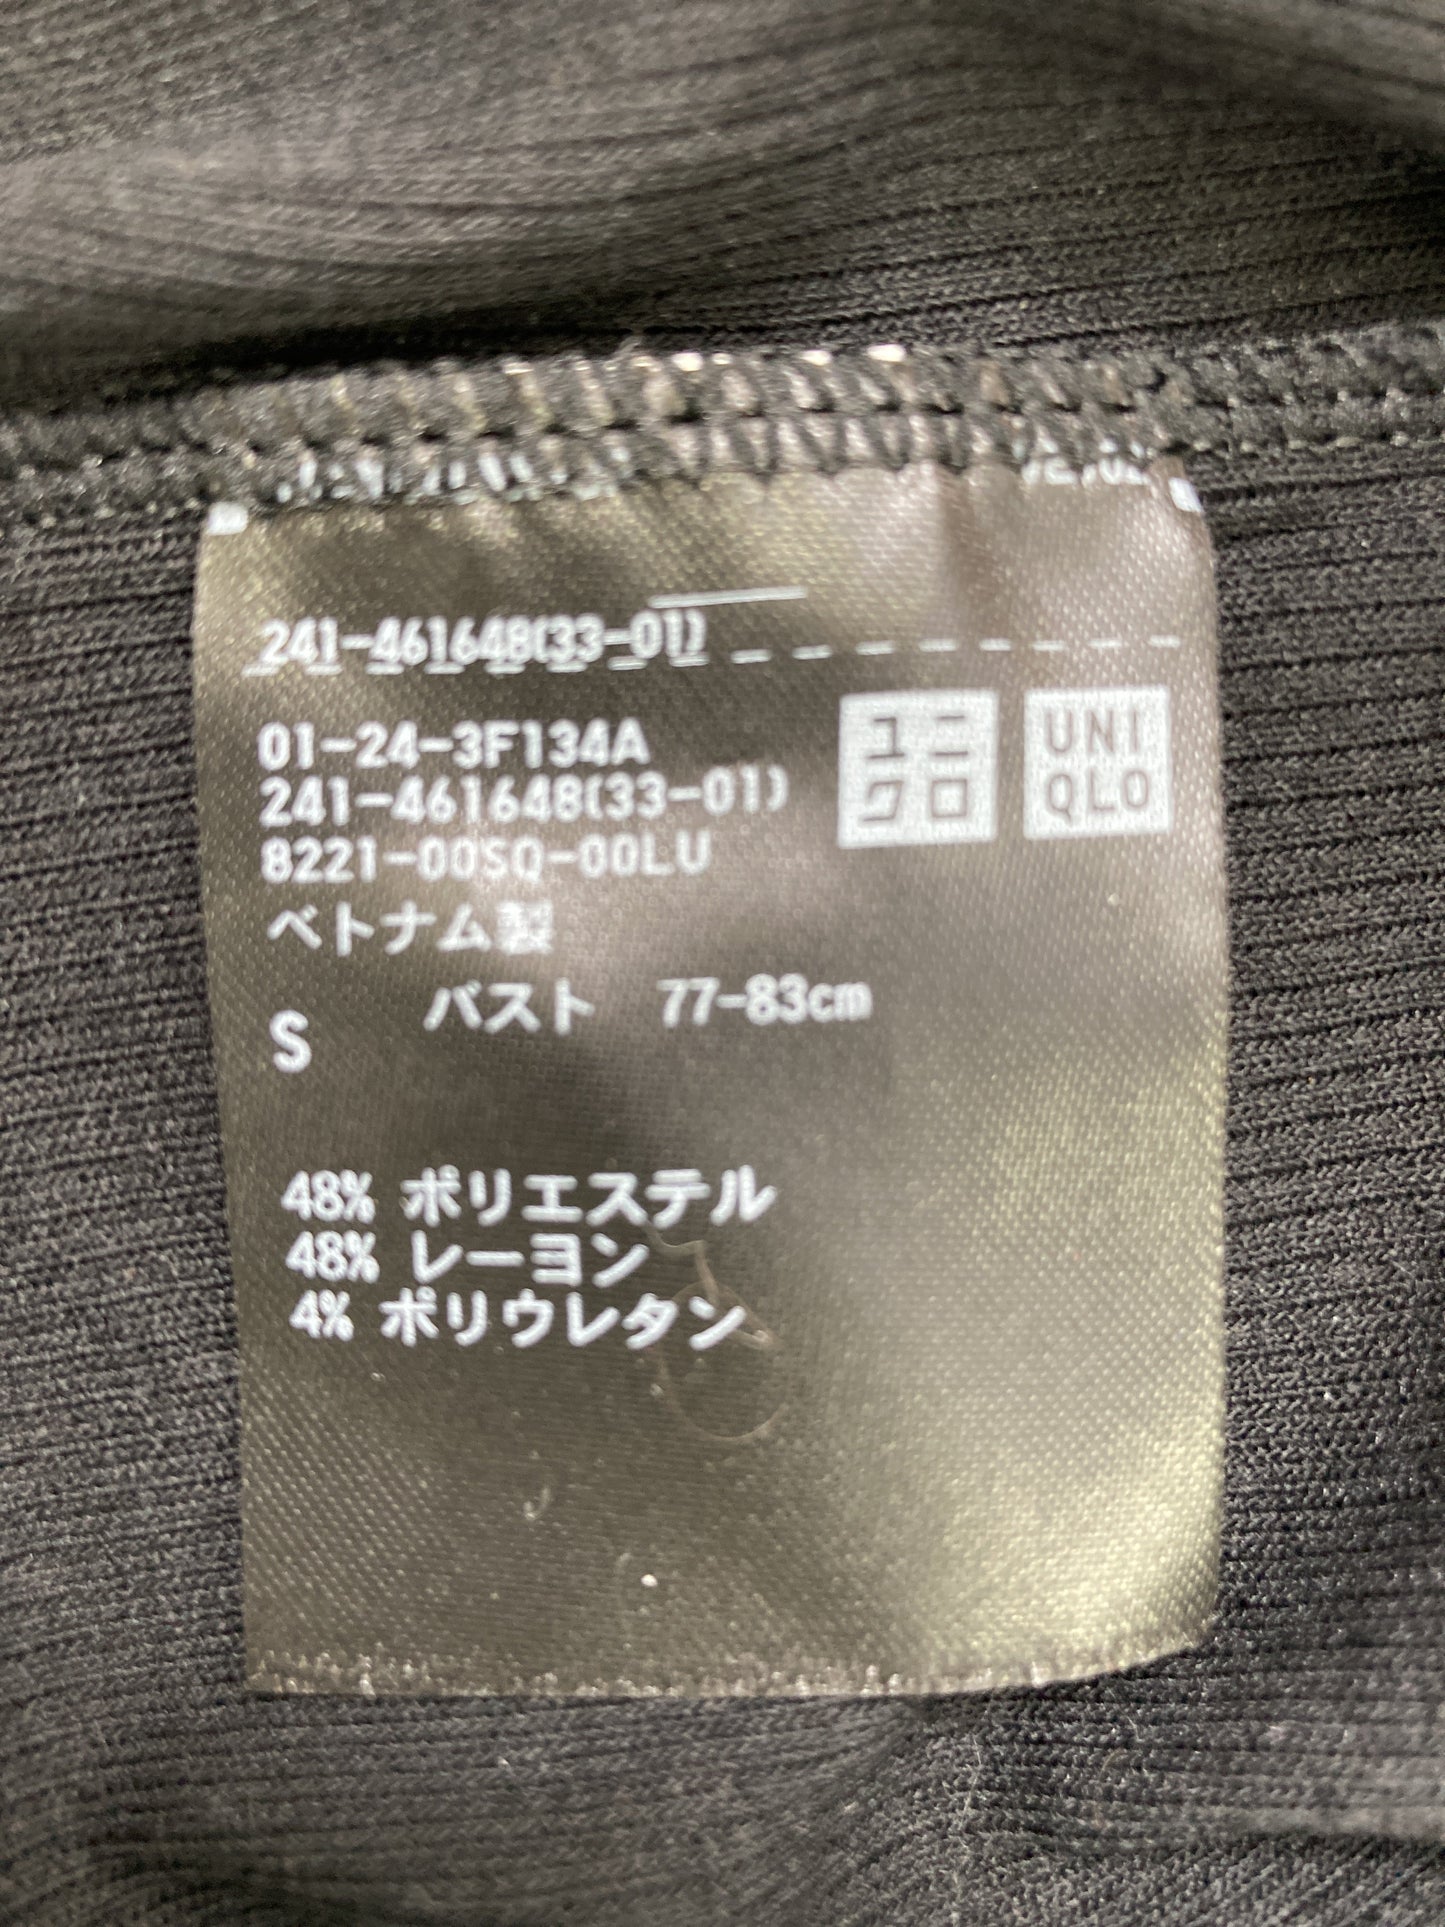 241-461648(33-01)
01-24-3F134A
241-461648(33-01)
8221-00SQ-00LU
ユニ
クロ
UNI
QLO
ベトナム製
バスト 77-83cm
S
48% ポリエステル
48% レーヨン
4% ポリウレタン